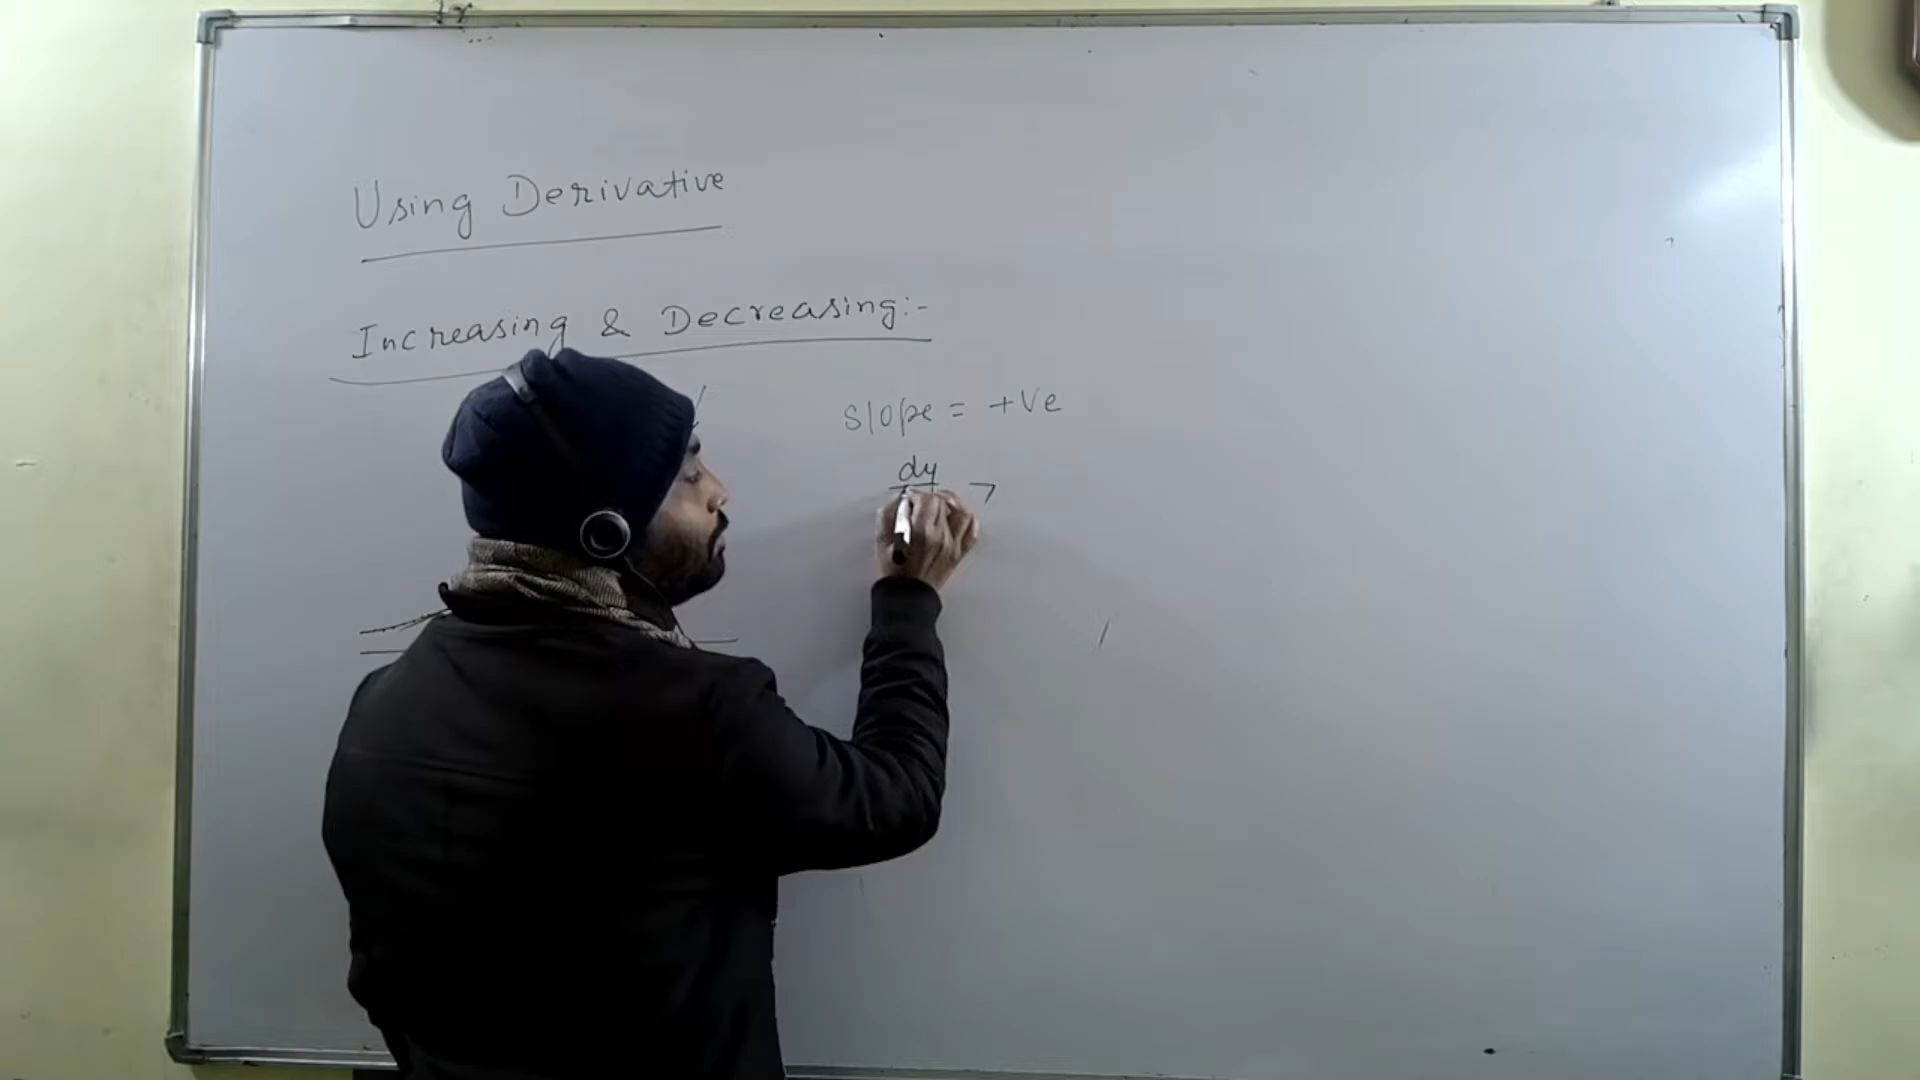 Using Derivative
Increasing & Decreasing:-
slope = +ve
dy
>